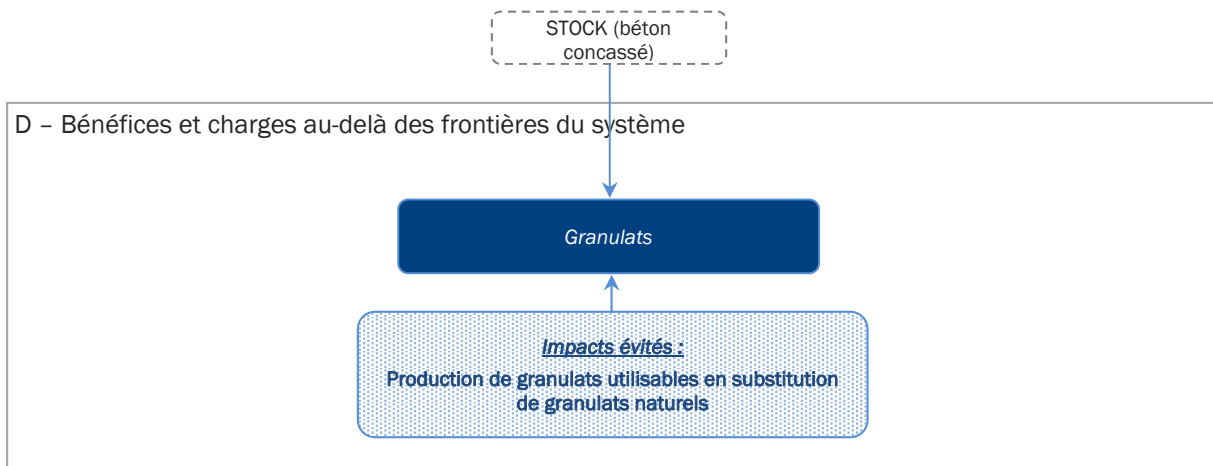 STOCK (béton
concassé)
D – Bénéfices et charges au-delà des frontières du système
Granulats
Impacts évités :
Production de granulats utilisables en substitution
de granulats naturels